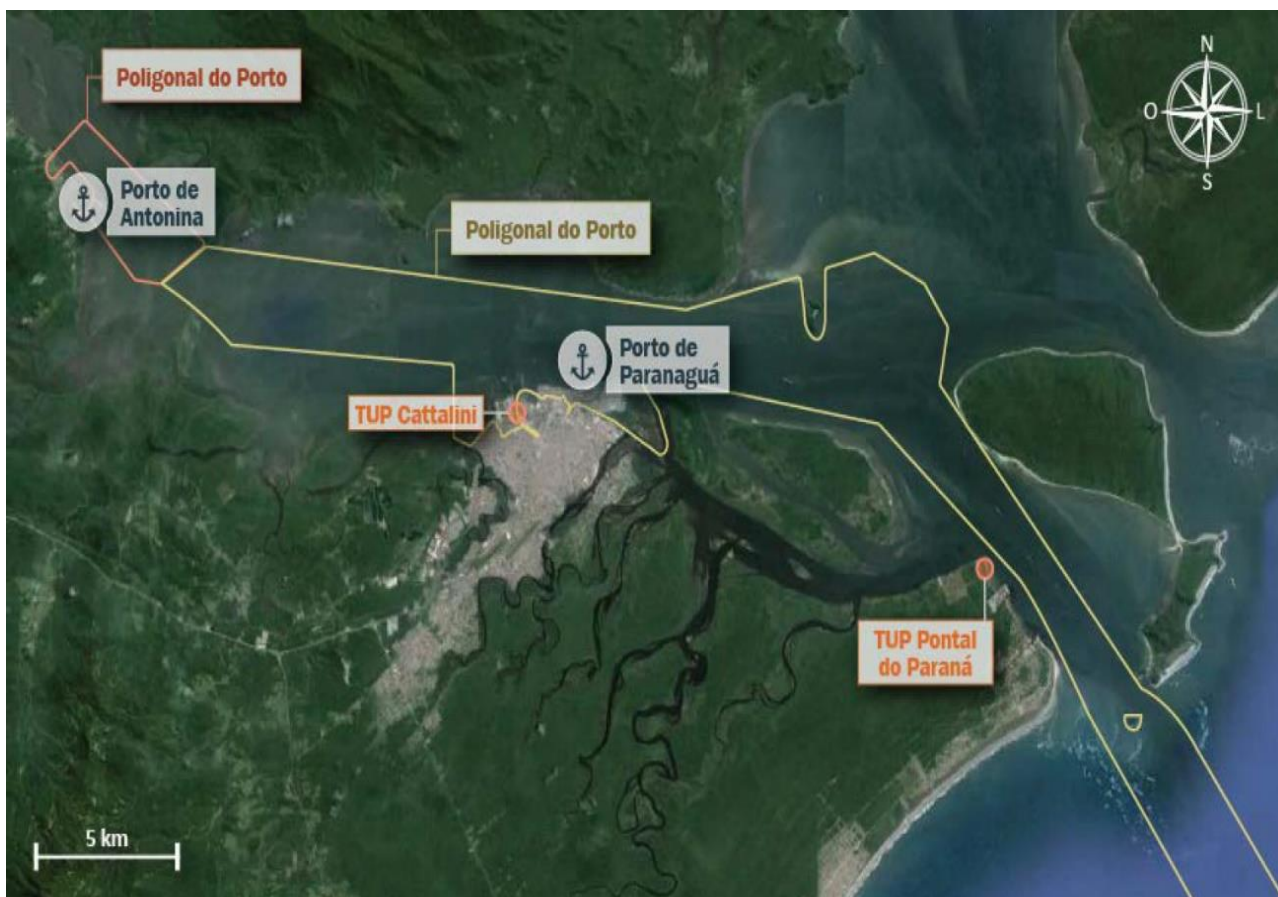 Poligonal do Porto
N
O
L
S
Porto de
Antonina
Poligonal do Porto
Porto de
Paranaguá
TUP Cattalini
TUP Pontal
do Paraná
5 km